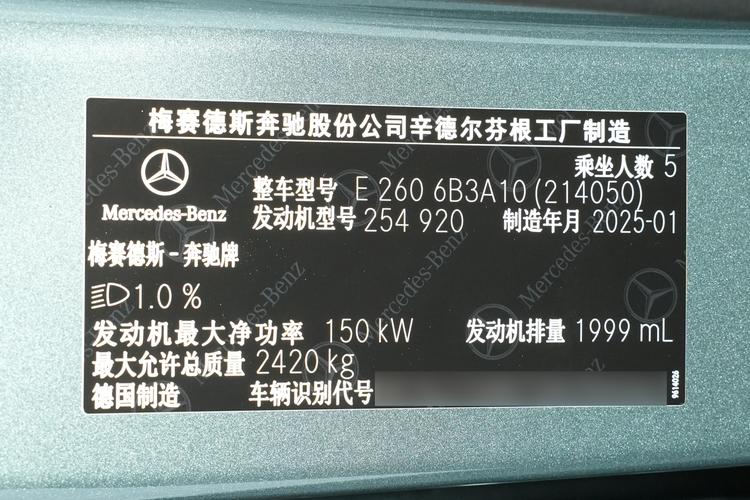 梅赛德斯奔驰股份公司辛德尔芬根工厂制造
乘坐人数 5
Mercedes-Benz
整车型号 E 260 6B3A10 (214050)
发动机型号 254 920 制造年月 2025-01
梅赛德斯-奔驰牌
1.0 %
发动机最大净功率 150 kW 发动机排量 1999 mL
最大允许总质量 2420 kg
德国制造 车辆识别代号
9614026